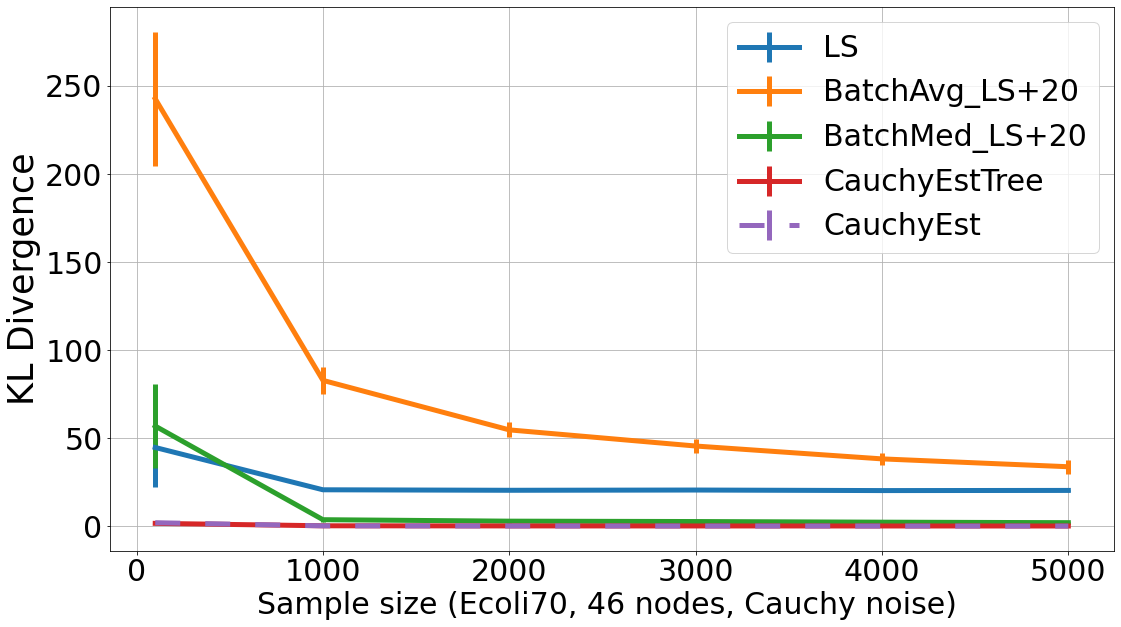 KL Divergence
250
200
150
100
50
0
0 1000 2000 3000 4000 5000
Sample size (Ecoli70, 46 nodes, Cauchy noise)
LS
BatchAvg_LS+20
BatchMed_LS+20
CauchyEstTree
CauchyEst